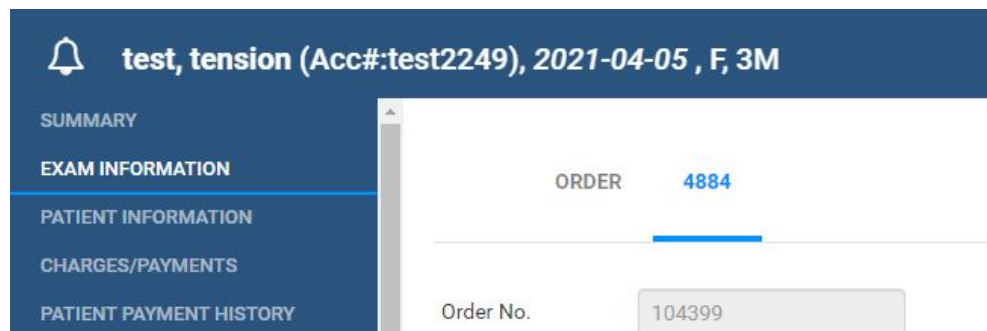 test, tension (Acc#:test2249), 2021-04-05 , F, 3M
SUMMARY
EXAM INFORMATION
PATIENT INFORMATION
CHARGES/PAYMENTS
PATIENT PAYMENT HISTORY
ORDER 4884
Order No. 104399